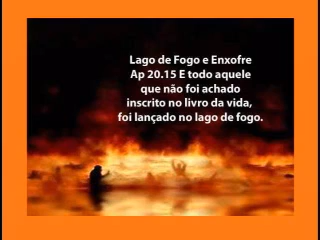 Lago de Fogo e Enxofre
Ap 20.15 E todo aquele
que não foi achado
inscrito no livro da vida,
foi lançado no lago de fogo.